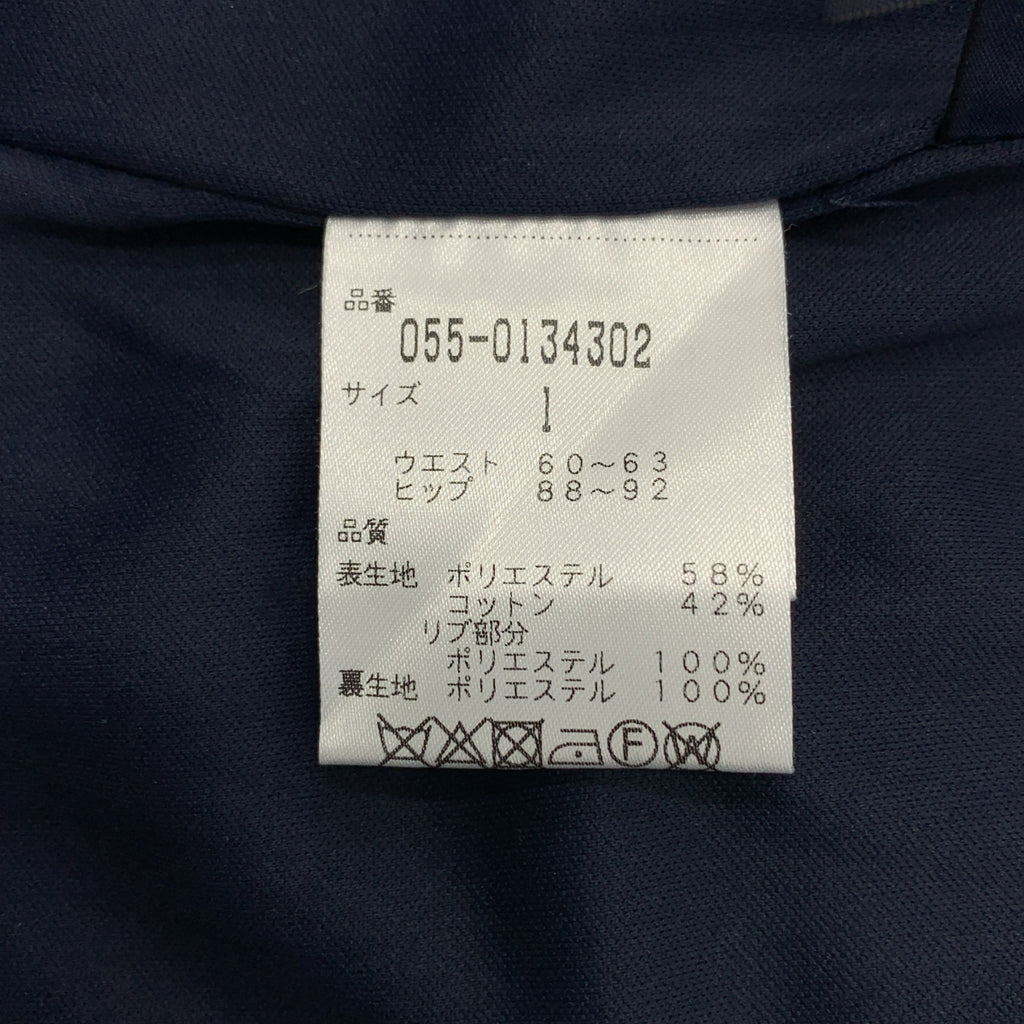 品番
055-0134302
サイズ 1
ウエスト 60～63
ヒップ 88～92
品質
表生地 ポリエステル 58%
コットン 42%
リブ部分
ポリエステル 100%
裏生地 ポリエステル 100%
F W